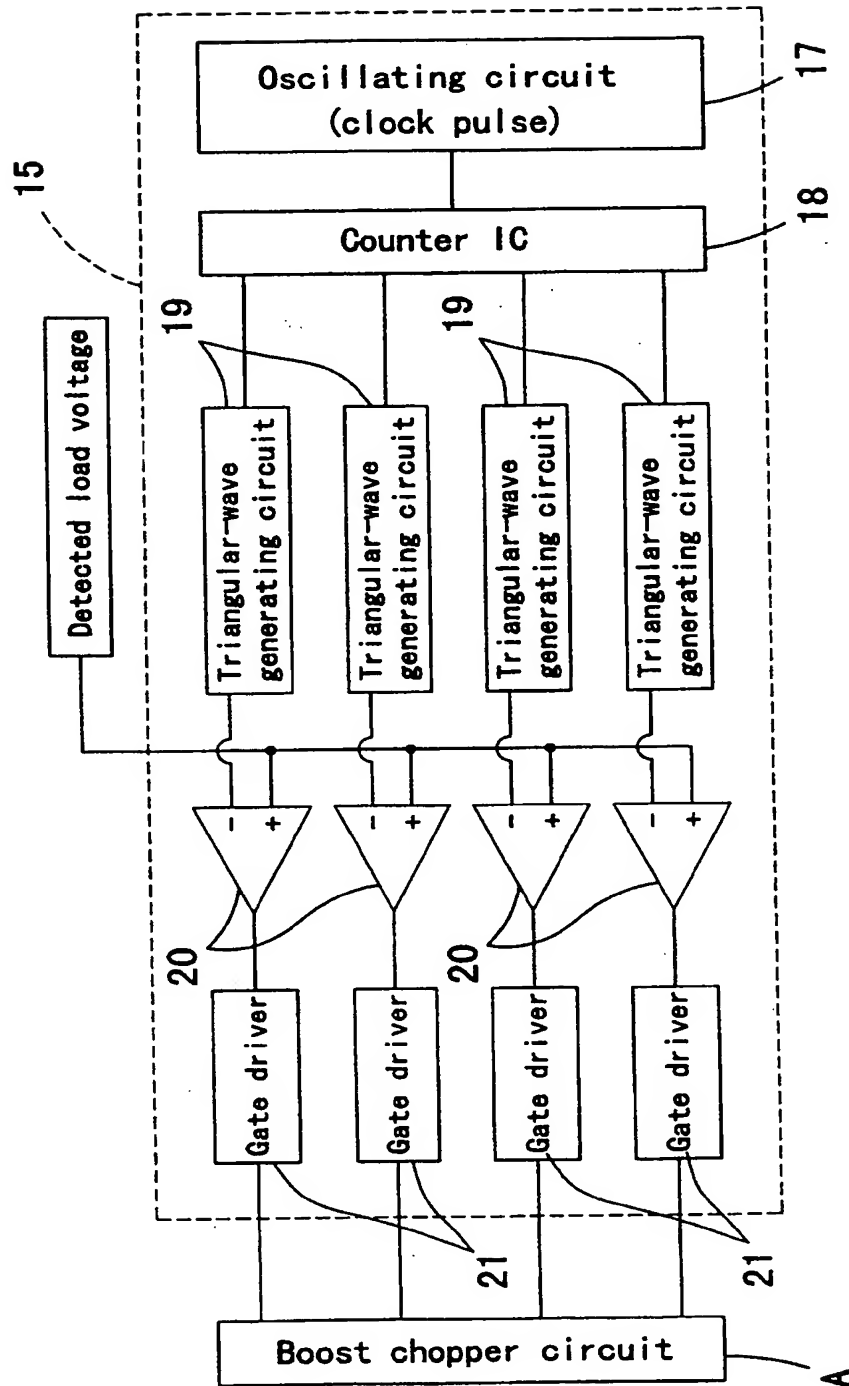 15
Detected load voltage
Oscillating circuit
(clock pulse)
17
Counter IC
18
19
19
Triangular-wave
generating circuit
Triangular-wave
generating circuit
Triangular-wave
generating circuit
Triangular-wave
generating circuit
- +
- +
- +
- +
20
20
Gate driver
Gate driver
Gate driver
Gate driver
21
21
Boost chopper circuit
A